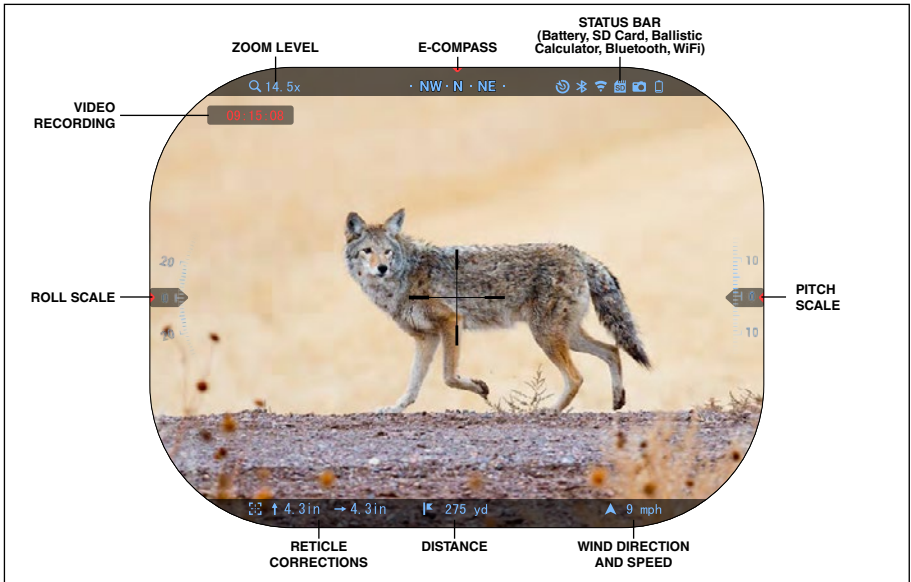 STATUS BAR
(Battery, SD Card, Ballistic
Calculator, Bluetooth, WiFi)
ZOOM LEVEL
E-COMPASS
14.5x
· NW · N · NE ·
SD
VIDEO
RECORDING
09:15:08
20
10
ROLL SCALE
0
PITCH
SCALE
10
↑ 4.3in → 4.3in
275 yd
9 mph
RETICLE
CORRECTIONS
DISTANCE
WIND DIRECTION
AND SPEED